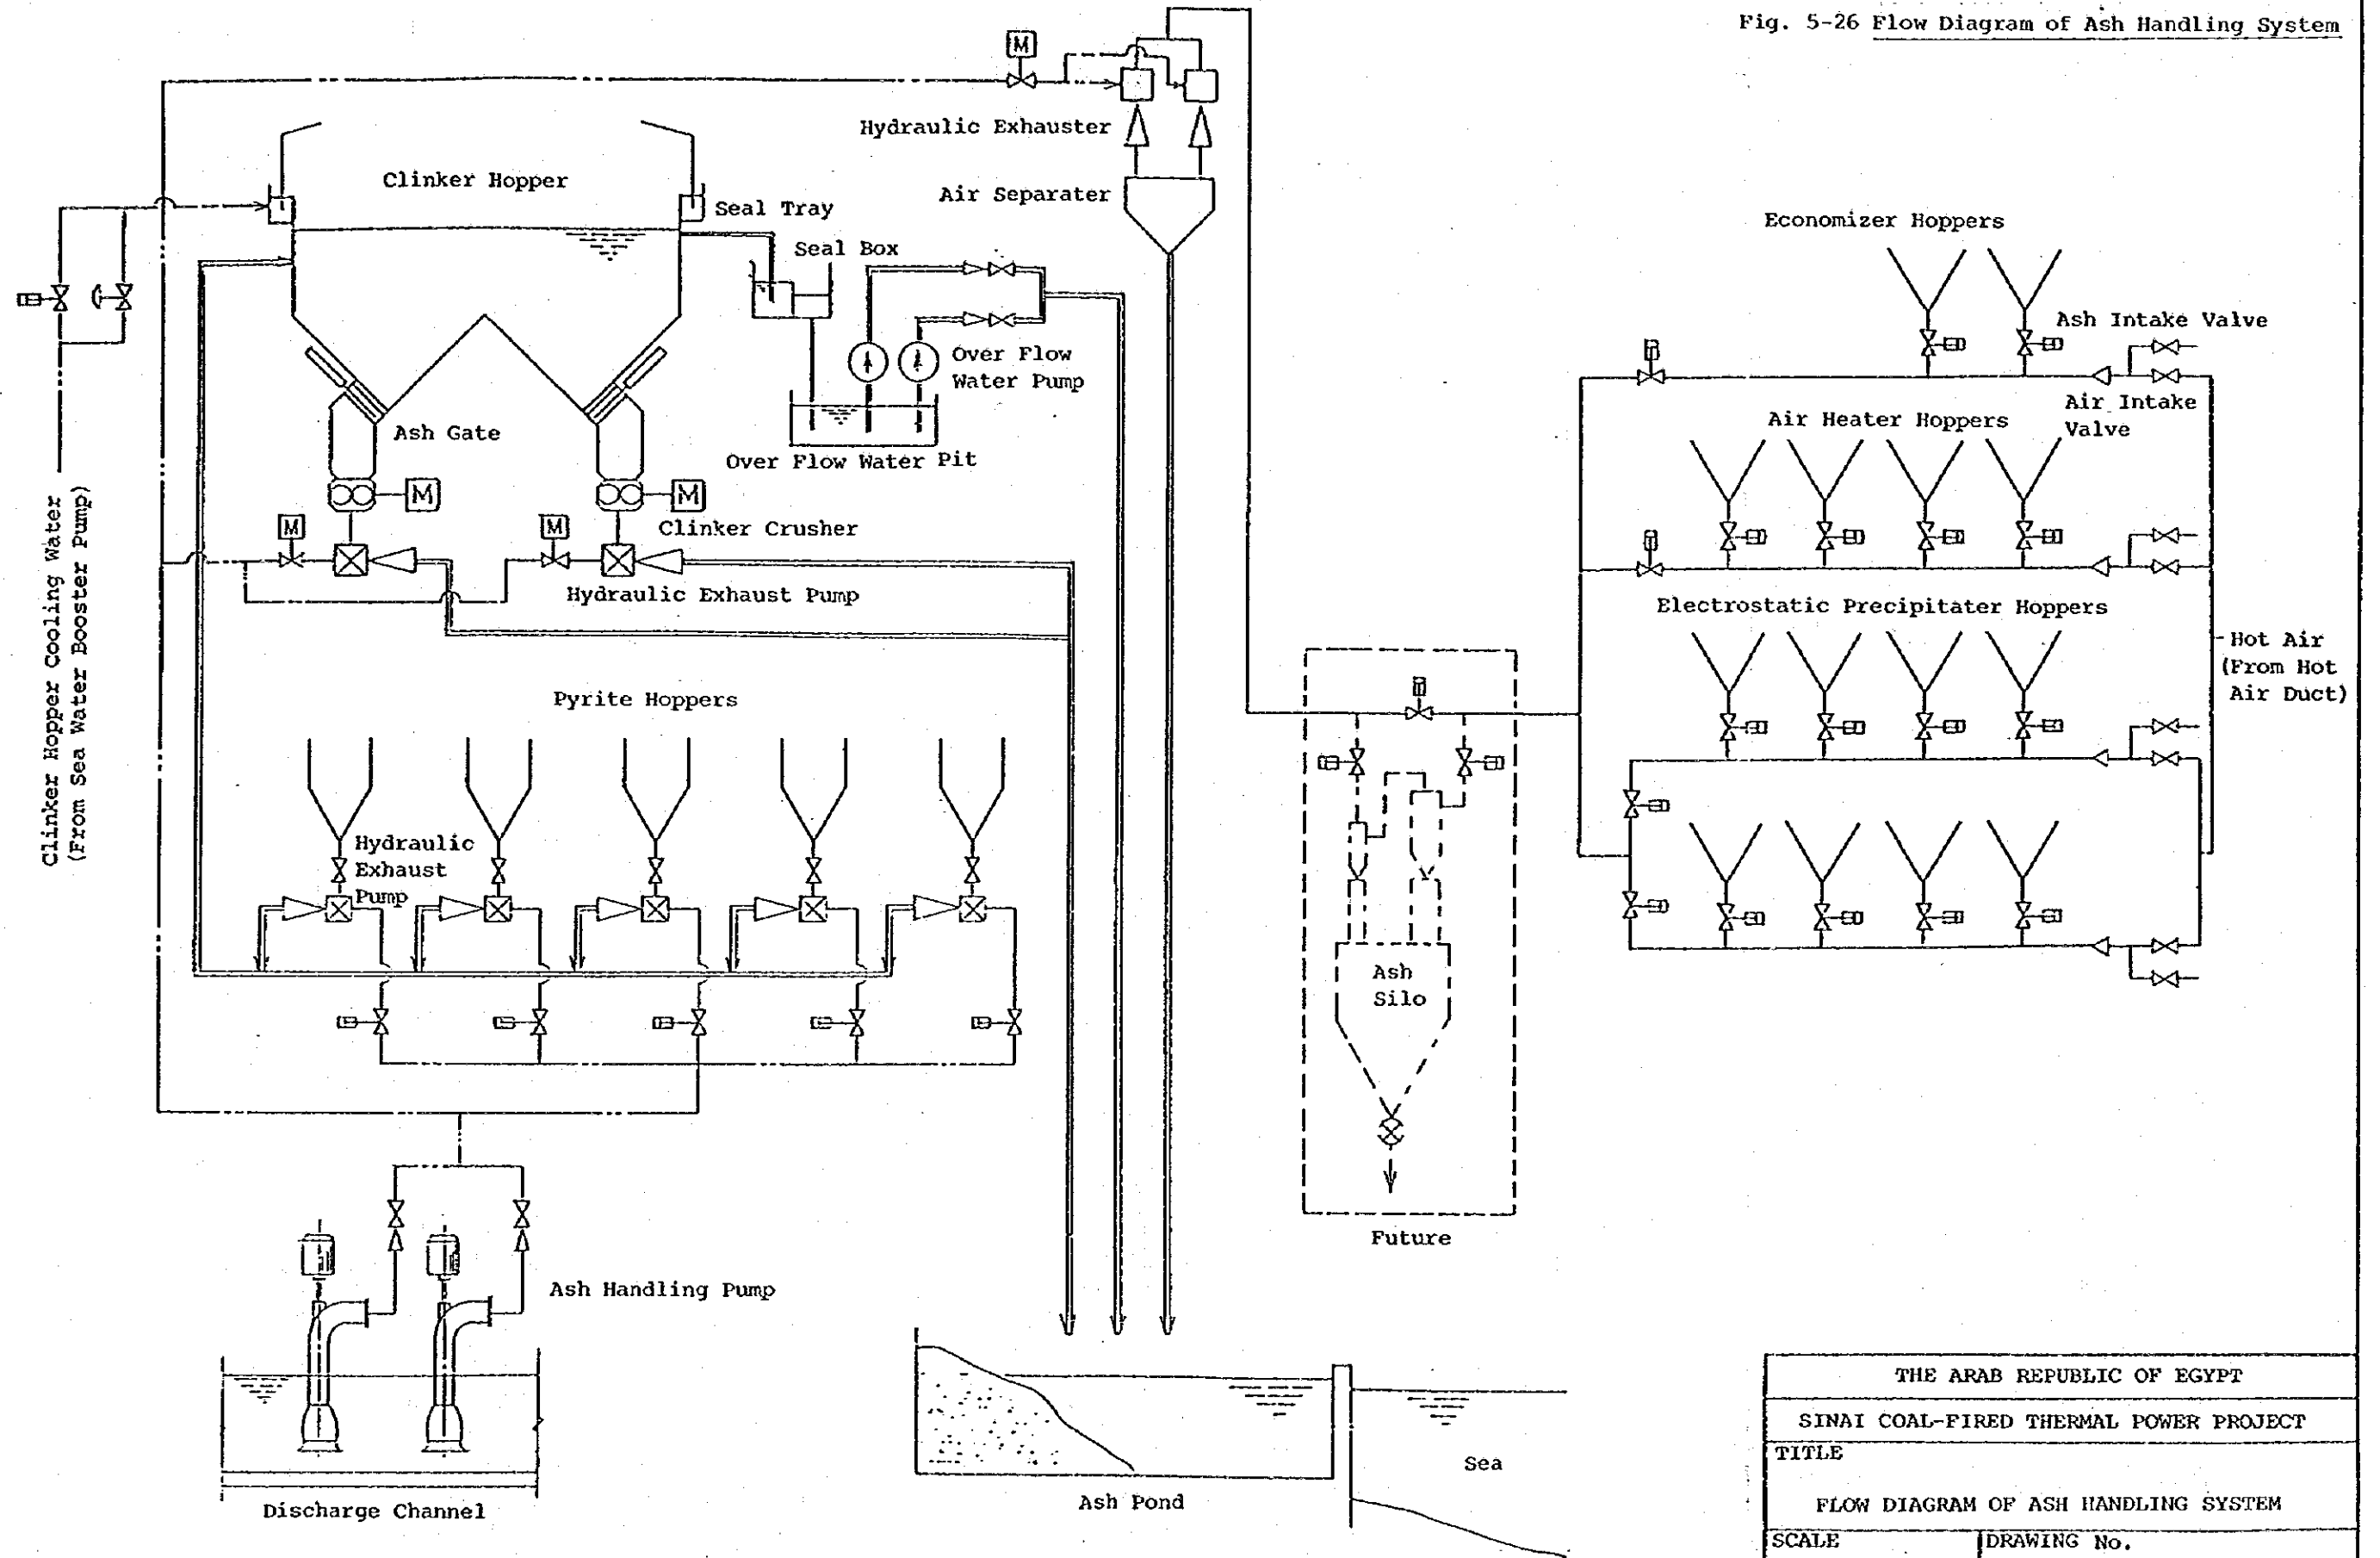 Fig. 5-26 Flow Diagram of Ash Handling System
M
Hydraulic Exhauster
Clinker Hopper
Air Separater
Seal Tray
Seal Box
Economizer Hoppers
Ash Intake Valve
Over Flow
Water Pump
Air Intake
Valve
Air Heater Hoppers
Ash Gate
Over Flow Water Pit
M
M
M
M
Clinker Crusher
Hydraulic Exhaust Pump
Clinker Hopper Cooling Water
(From Sea Water Booster Pump)
Electrostatic Precipitater Hoppers
Hot Air
(From Hot
Air Duct)
Pyrite Hoppers
Hydraulic
Exhaust
Pump
Ash
Silo
Future
Ash Handling Pump
Discharge Channel
Ash Pond
Sea
THE ARAB REPUBLIC OF EGYPT
SINAI COAL-FIRED THERMAL POWER PROJECT
TITLE
FLOW DIAGRAM OF ASH HANDLING SYSTEM
SCALE
DRAWING No.